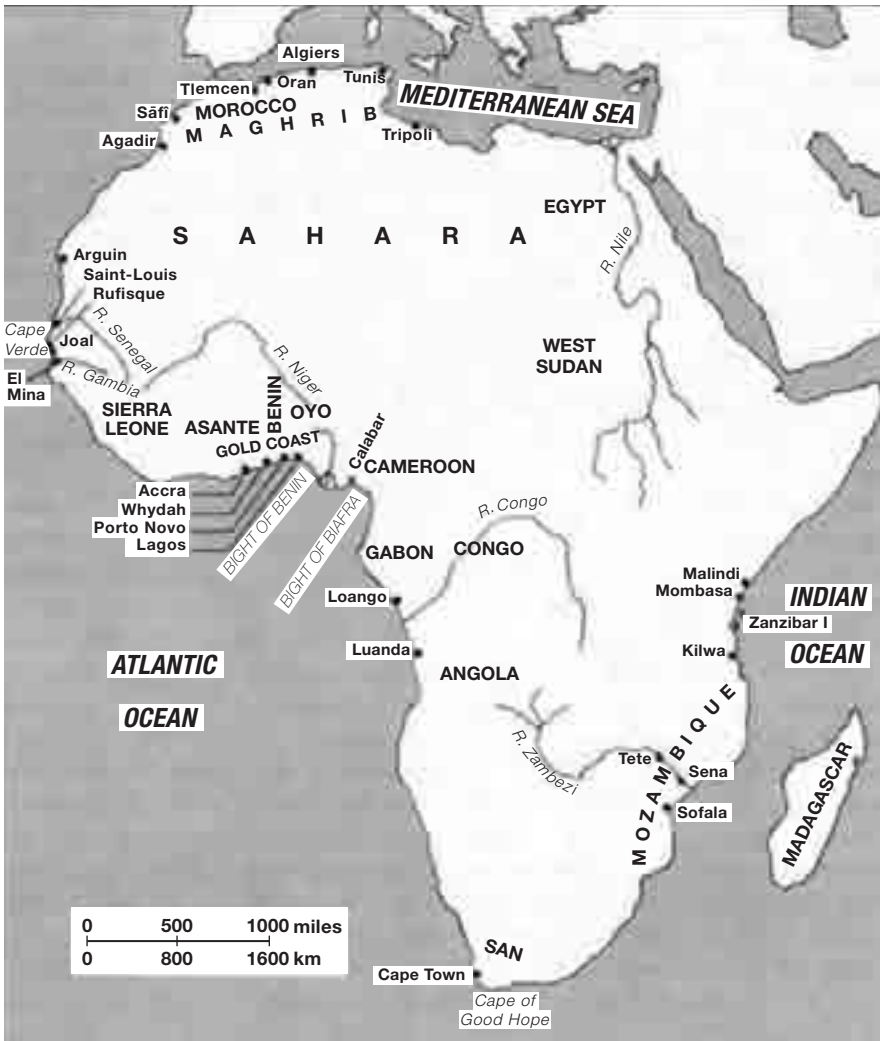 Algiers
Tlemcen
Oran
Tunis
MEDITERRANEAN SEA
Sāfî
MOROCCO
MAGHRIB
Agadir
Tripoli
SAHARA
EGYPT
R. Nile
Arguin
Saint-Louis
Rufisque
R. Senegal
Cape
Verde
Joal
R. Gambia
El
Mina
WEST
SUDAN
R. Niger
SIERRA
LEONE
ASANTE
BENIN
OYO
GOLD COAST
Calabar
CAMEROON
Accra
Whydah
Porto Novo
Lagos
BIGHT OF BENIN
BIGHT OF BIAFRA
R. Congo
GABON
CONGO
Loango
Malindi
Mombasa
INDIAN
OCEAN
Zanzibar I
Kilwa
Luanda
ATLANTIC
OCEAN
ANGOLA
R. Zambezi
MOZAMBIQUE
Tete
Sena
Sofala
MADAGASCAR
0 500 1000 miles
0 800 1600 km
SAN
Cape Town
Cape of
Good Hope